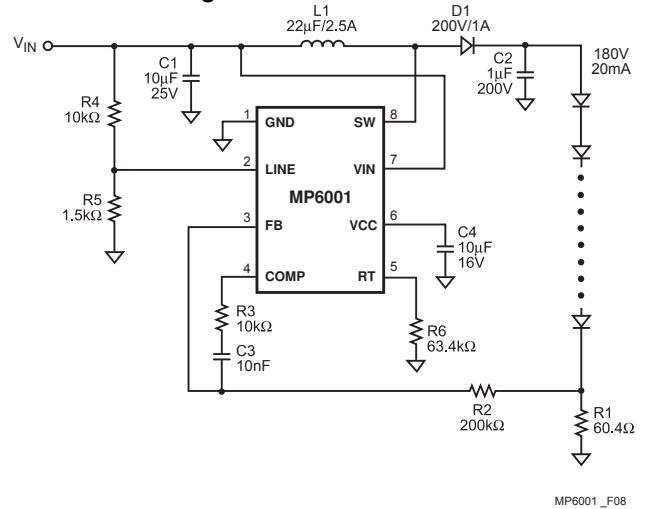 L1
22μF/2.5A
D1
200V/1A
VIN
C1
10μF
25V
C2
1μF
200V
180V
20mA
R4
10kΩ
1
GND
SW
8
2
LINE
VIN
7
MP6001
R5
1.5kΩ
3
FB
VCC
6
C4
10μF
16V
4
COMP
RT
5
R3
10kΩ
C3
10nF
R6
63.4kΩ
R2
200kΩ
R1
60.4Ω
MP6001_F08